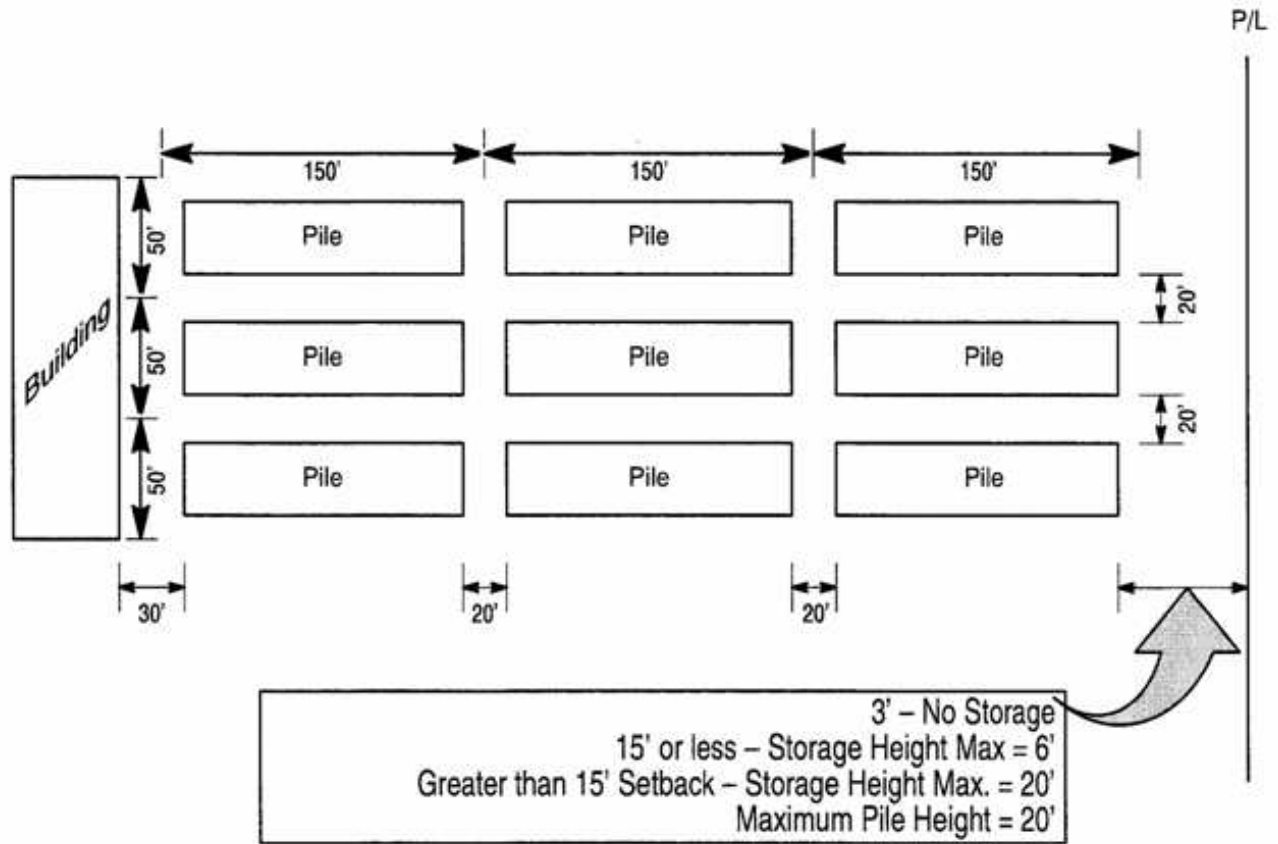 P/L
150'
150'
150'
Building
50'
50'
50'
Pile
Pile
Pile
20'
Pile
Pile
Pile
20'
Pile
Pile
Pile
30'
20'
20'
3' – No Storage
15' or less – Storage Height Max = 6'
Greater than 15' Setback – Storage Height Max. = 20'
Maximum Pile Height = 20'